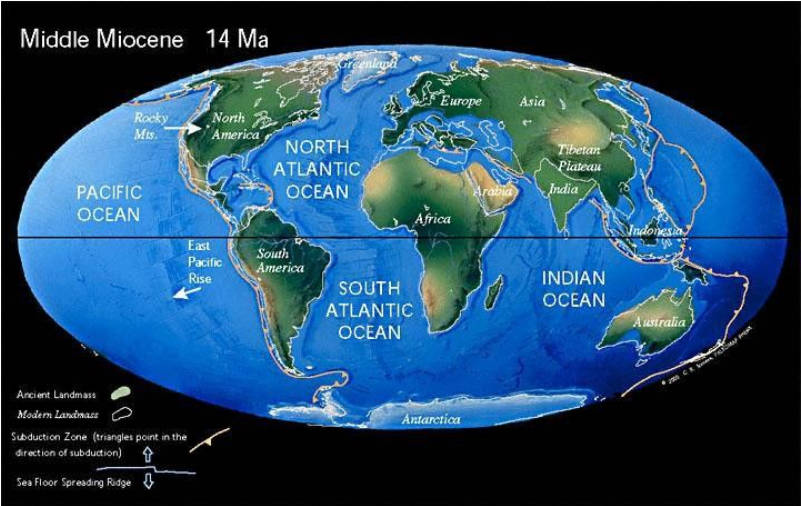 Middle Miocene 14 Ma
Greenland
Rocky
Mts.
North
America
Europe
Asia
NORTH
ATLANTIC
OCEAN
Tibetan
Plateau
PACIFIC
OCEAN
Arabia
India
Africa
Indonesia
East
Pacific
Rise
South
America
SOUTH
ATLANTIC
OCEAN
INDIAN
OCEAN
Australia
Antarctica
Ancient Landmass
Modern Landmass
Subduction Zone (triangles point in the
direction of subduction)
Sea Floor Spreading Ridge